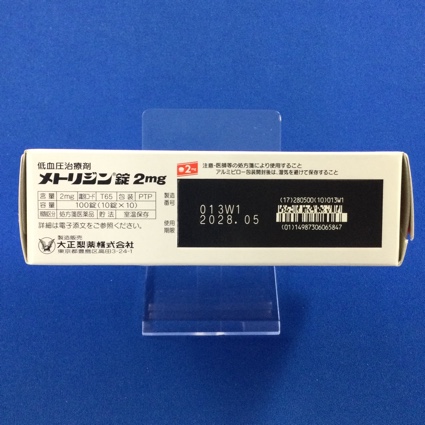 低血圧治療剤
メトリジン®錠 2mg
2mg
注意-医師等の処方箋により使用すること
アルミピロー包装開封後は、湿気を避けて保存すること
含量 2mg 識別コード T65 包装 PTP
容量 100錠(10錠×10)
規制区分 処方箋医薬品 貯法 室温保存
詳細は電子添文をご参照ください。
製造販売
大正製薬株式会社
東京都豊島区高田3-24-1
製造番号
013W1
使用期限
2028.05
(17)280500(10)013W1
(01)14987306065847